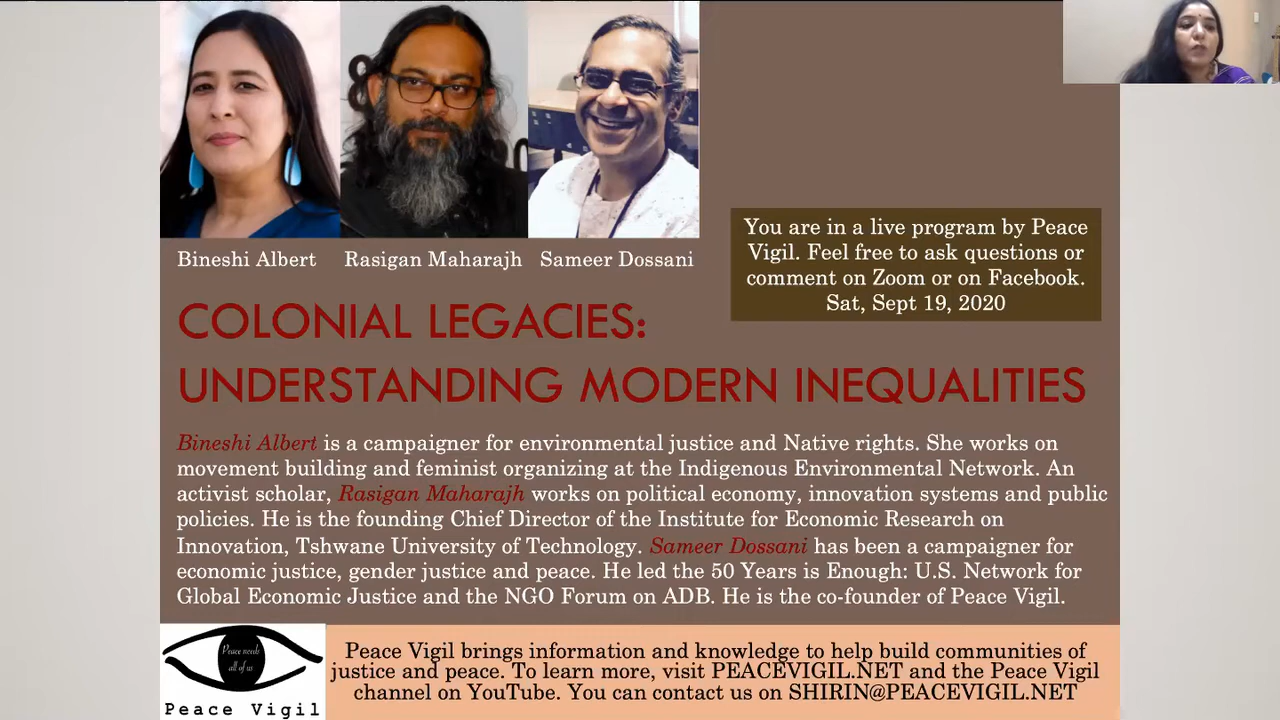 Bineshi Albert
Rasigan Maharajh
Sameer Dossani
You are in a live program by Peace
Vigil. Feel free to ask questions or
comment on Zoom or on Facebook.
Sat, Sept 19, 2020
COLONIAL LEGACIES:
UNDERSTANDING MODERN INEQUALITIES
Bineshi Albert is a campaigner for environmental justice and Native rights. She works on
movement building and feminist organizing at the Indigenous Environmental Network. An
activist scholar, Rasigan Maharajh works on political economy, innovation systems and public
policies. He is the founding Chief Director of the Institute for Economic Research on
Innovation, Tshwane University of Technology. Sameer Dossani has been a campaigner for
economic justice, gender justice and peace. He led the 50 Years is Enough: U.S. Network for
Global Economic Justice and the NGO Forum on ADB. He is the co-founder of Peace Vigil.
Peace needs
all of us
Peace Vigil
Peace Vigil brings information and knowledge to help build communities of
justice and peace. To learn more, visit PEACEVIGIL.NET and the Peace Vigil
channel on YouTube. You can contact us on SHIRIN@PEACEVIGIL.NET